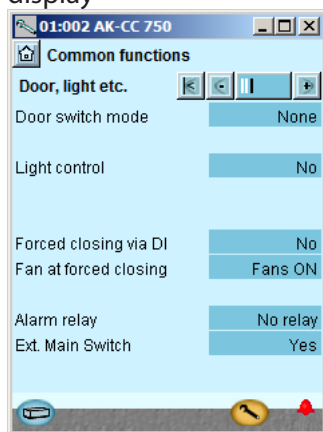 display
01:002 AK-CC 750
Common functions
Door, light etc.
Door switch mode None
Light control No
Forced closing via DI No
Fan at forced closing Fans ON
Alarm relay No relay
Ext. Main Switch Yes